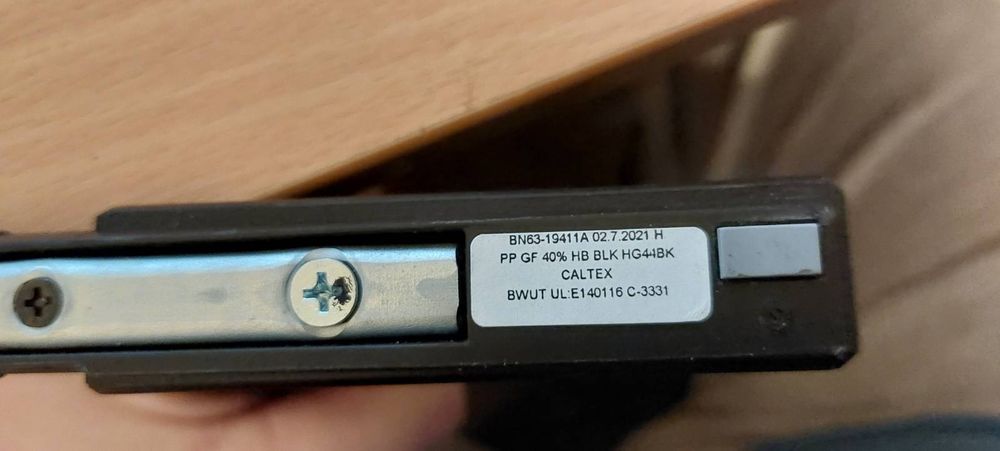 BN63-19411A 02.7.2021 H
PP GF 40% HB BLK HG44BK
CALTEX
BWUT UL:E140116 C-3331